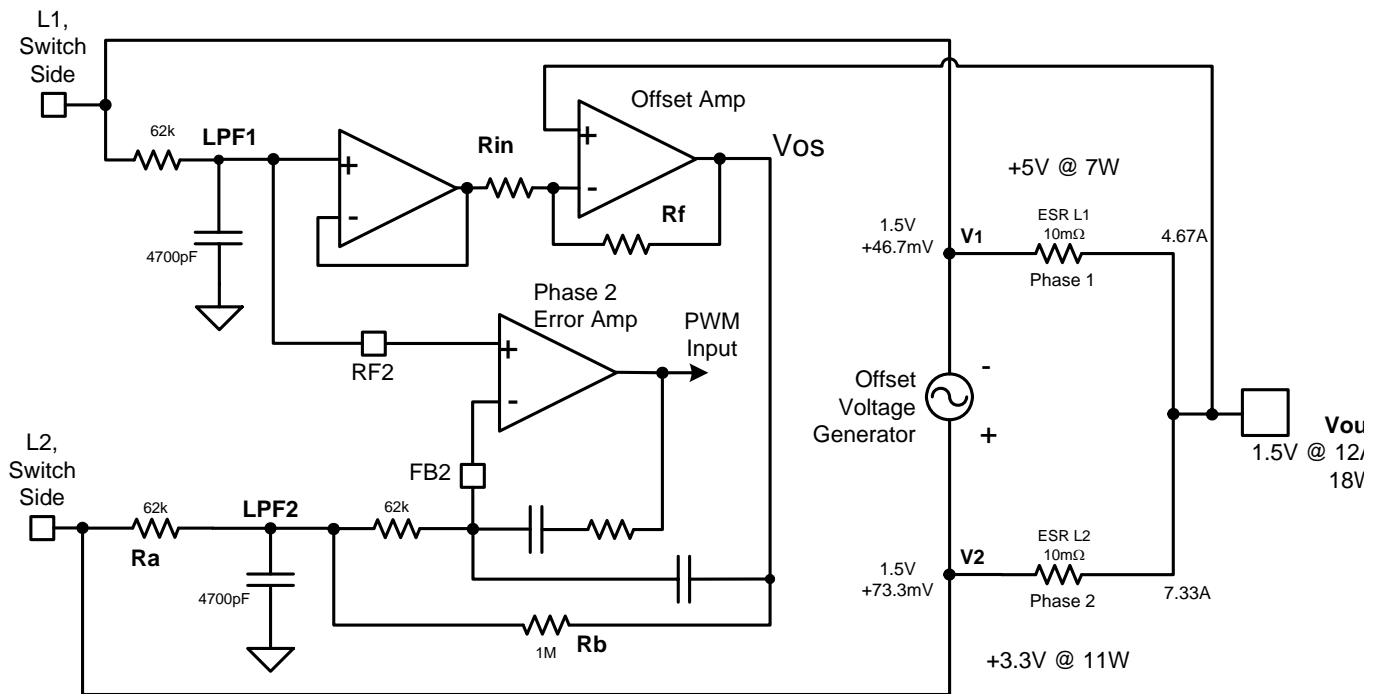 L1,
Switch
Side
62k
LPF1
4700pF
+
-
Rin
Offset Amp
+
-
Rf
Vos
Phase 2
Error Amp
+
-
RF2
PWM
Input
FB2
L2,
Switch
Side
62k
Ra
LPF2
4700pF
62k
1M
Rb
+5V @ 7W
1.5V
+46.7mV
V1
ESR L1
10mΩ
Phase 1
4.67A
Offset
Voltage
Generator
-
+
1.5V @
18W
1.5V
+73.3mV
V2
ESR L2
10mΩ
Phase 2
7.33A
+3.3V @ 11W